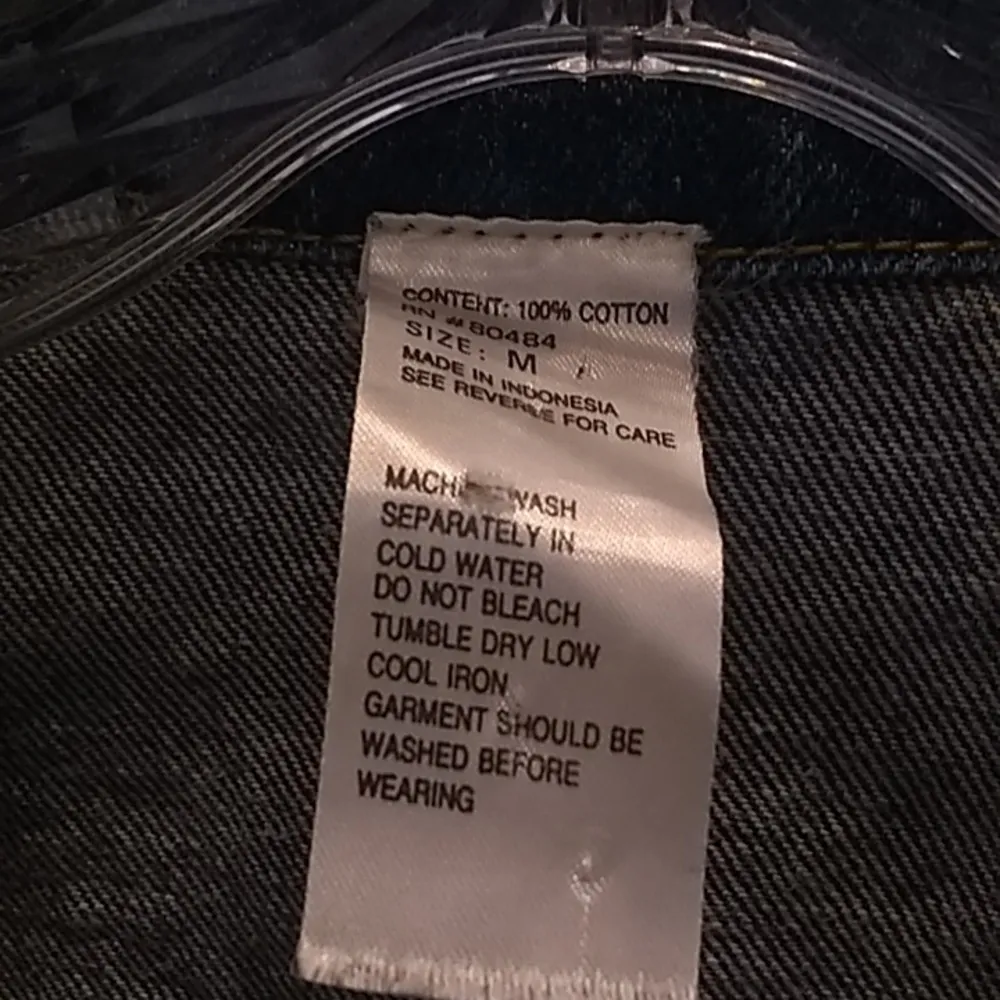 CONTENT: 100% COTTON
RN # 80484
SIZE: M
MADE IN INDONESIA
SEE REVERSE FOR CARE
MACHINE WASH
SEPARATELY IN
COLD WATER
DO NOT BLEACH
TUMBLE DRY LOW
COOL IRON
GARMENT SHOULD BE
WASHED BEFORE
WEARING